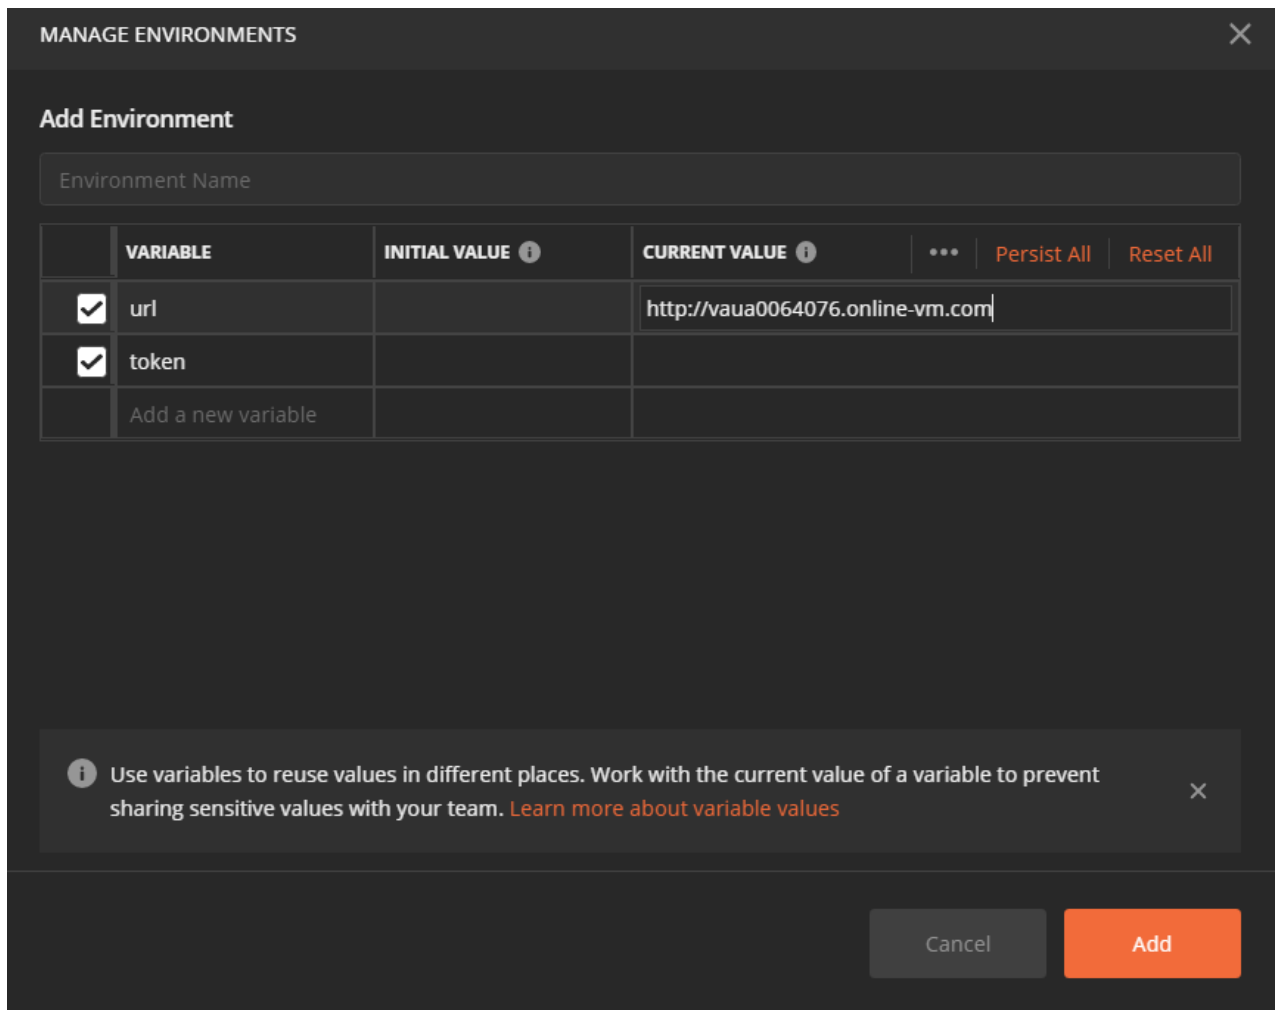 MANAGE ENVIRONMENTS
Add Environment
Environment Name
VARIABLE INITIAL VALUE CURRENT VALUE ••• Persist All Reset All
url http://vaua0064076.online-vm.com
token
Add a new variable
Use variables to reuse values in different places. Work with the current value of a variable to prevent
sharing sensitive values with your team. Learn more about variable values
Cancel Add